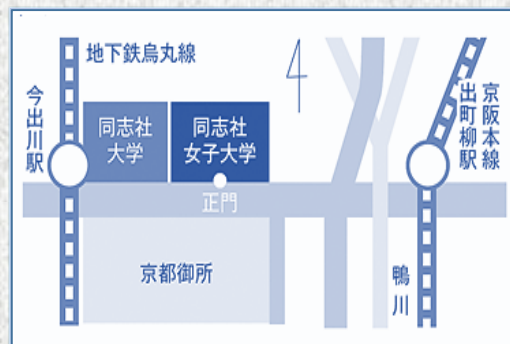 地下鉄烏丸線
今出川駅
同志社
大学
同志社
女子大学
正門
京都御所
出町柳駅
京阪本線
鴨川